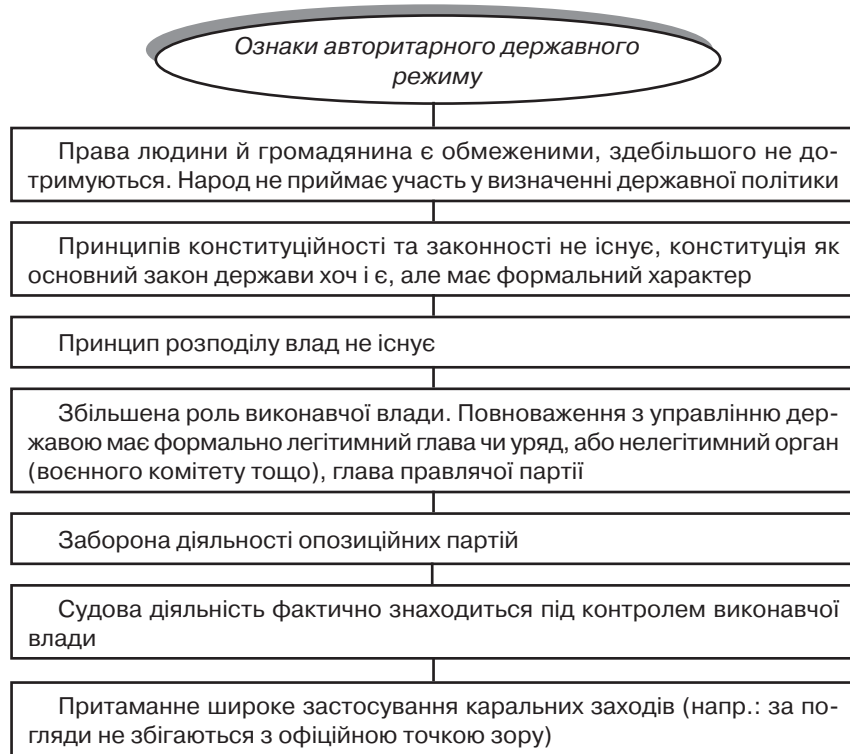 Ознаки авторитарного державного
режиму
Права людини й громадянина є обмеженими, здебільшого не до-
тримуються. Народ не приймає участь у визначенні державної політики
Принципів конституційності та законності не існує, конституція як
основний закон держави хоч і є, але має формальний характер
Принцип розподілу влад не існує
Збільшена роль виконавчої влади. Повноваження з управлінню дер-
жавою має формально легітимний глава чи уряд, або нелегітимний орган
(воєнного комітету тощо), глава правлячої партії
Заборона діяльності опозиційних партій
Судова діяльність фактично знаходиться під контролем виконавчої
влади
Притаманне широке застосування каральних заходів (напр.: за по-
гляди не збігаються з офіційною точкою зору)